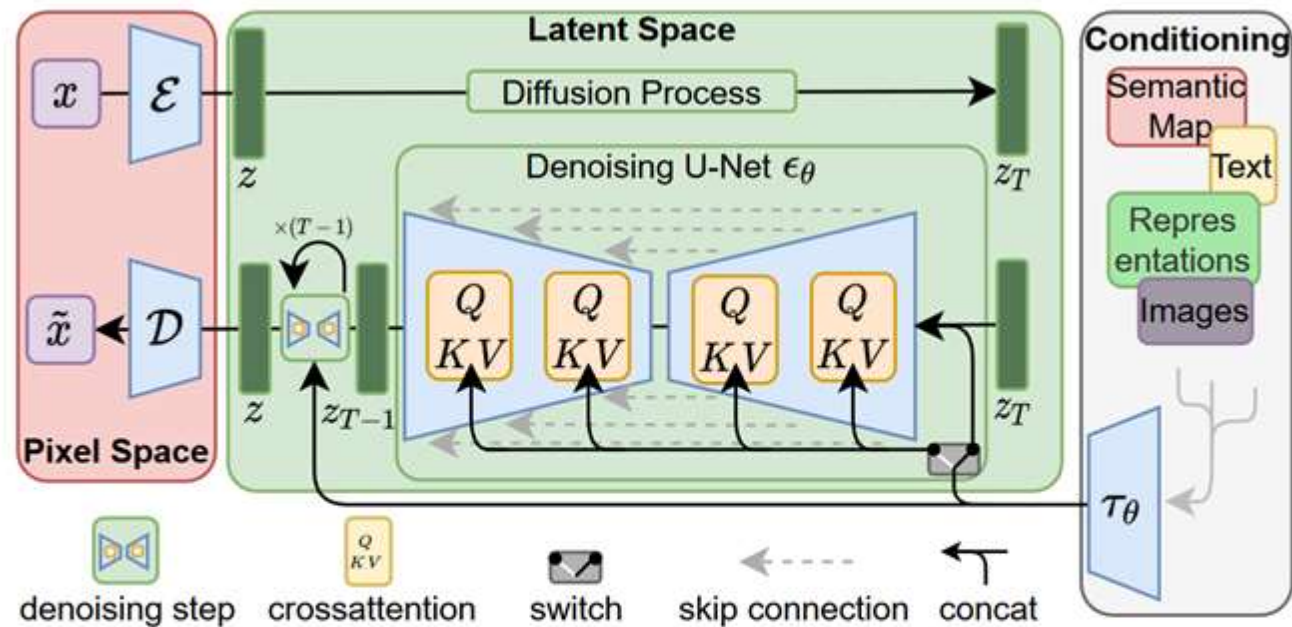 Latent Space
Conditioning
x
ℰ
Diffusion Process
Semantic
Map
Text
z
Denoising U-Net ϵ_θ
z_T
×(T−1)
Repres
entations
Images
x̃
𝒟
Q
KV
Q
KV
Q
KV
Q
KV
z
z_{T−1}
z_T
Pixel Space
τ_θ
Q
KV
denoising step
crossattention
switch
skip connection
concat